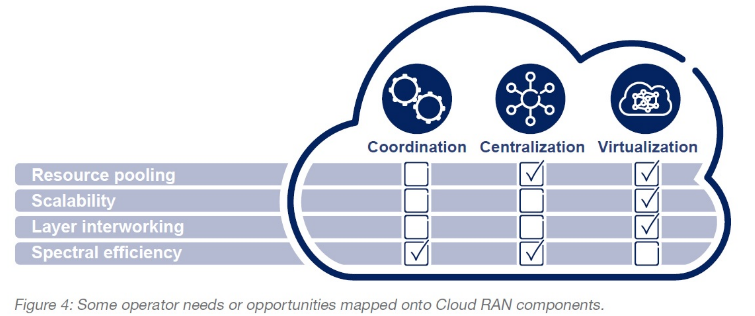 Coordination Centralization Virtualization
Resource pooling
Scalability
Layer interworking
Spectral efficiency
Figure 4: Some operator needs or opportunities mapped onto Cloud RAN components.